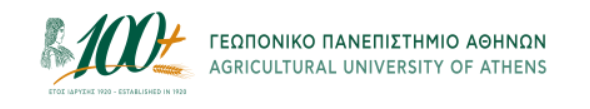 100+
ΓΕΩΠΟΝΙΚΟ ΠΑΝΕΠΙΣΤΗΜΙΟ ΑΘΗΝΩΝ
AGRICULTURAL UNIVERSITY OF ATHENS
ΕΤΟΣ ΙΔΡΥΣΗΣ 1920 - ESTABLISHED IN 1920